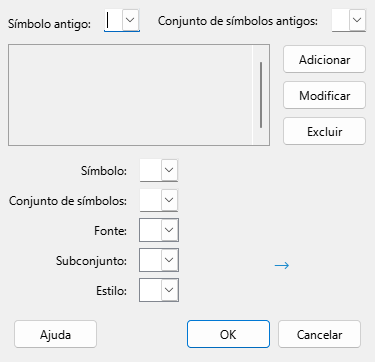 Símbolo antigo: Conjunto de símbolos antigos:
Adicionar
Modificar
Excluir
Símbolo:
Conjunto de símbolos:
Fonte:
Subconjunto:
→
Estilo:
Ajuda OK Cancelar